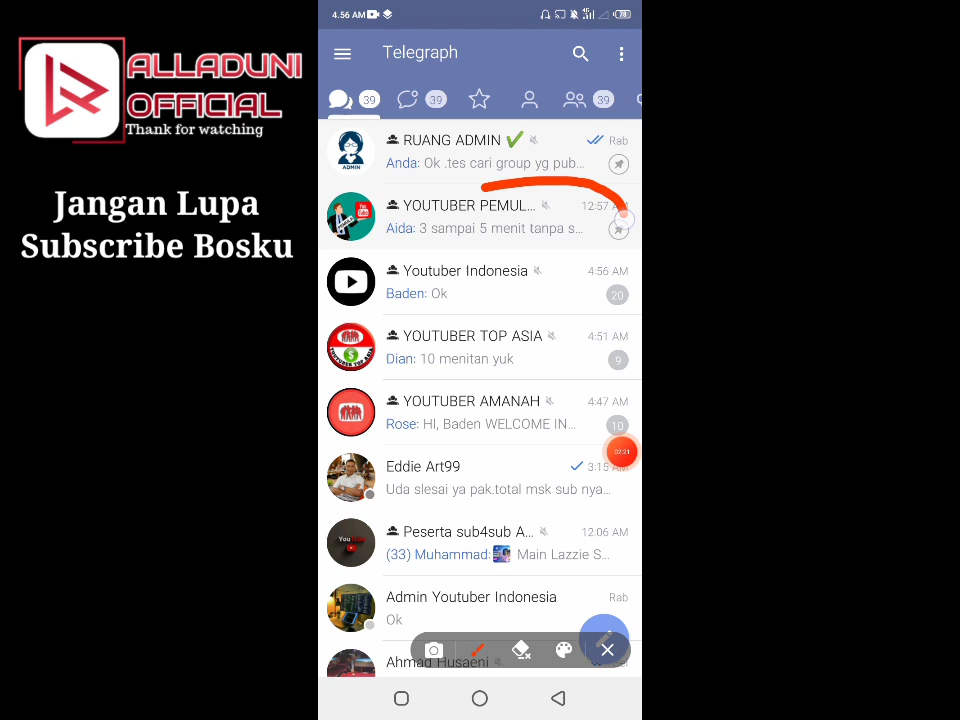 ALLADUNI
OFFICIAL
Thank for watching
Jangan Lupa
Subscribe Bosku
4.56 AM
78
Telegraph
39
39
39
RUANG ADMIN ✔
Rab
Anda: Ok .tes cari group yg pub...
ADMIN
YOUTUBER PEMUL...
12:57 AM
Aida: 3 sampai 5 menit tanpa s...
Youtuber Indonesia
4:56 AM
Baden: Ok
20
YOUTUBER TOP ASIA
4:51 AM
Dian: 10 menitan yuk
9
YOUTUBER AMANAH
4:47 AM
Rose: HI, Baden WELCOME IN...
10
02:21
Eddie Art99
3:15
Uda slesai ya pak.total msk sub nya...
Peserta sub4sub A...
12:06 AM
(33) Muhammad: Main Lazzie S...
Admin Youtuber Indonesia
Rab
Ok
Ahmad Husaeni